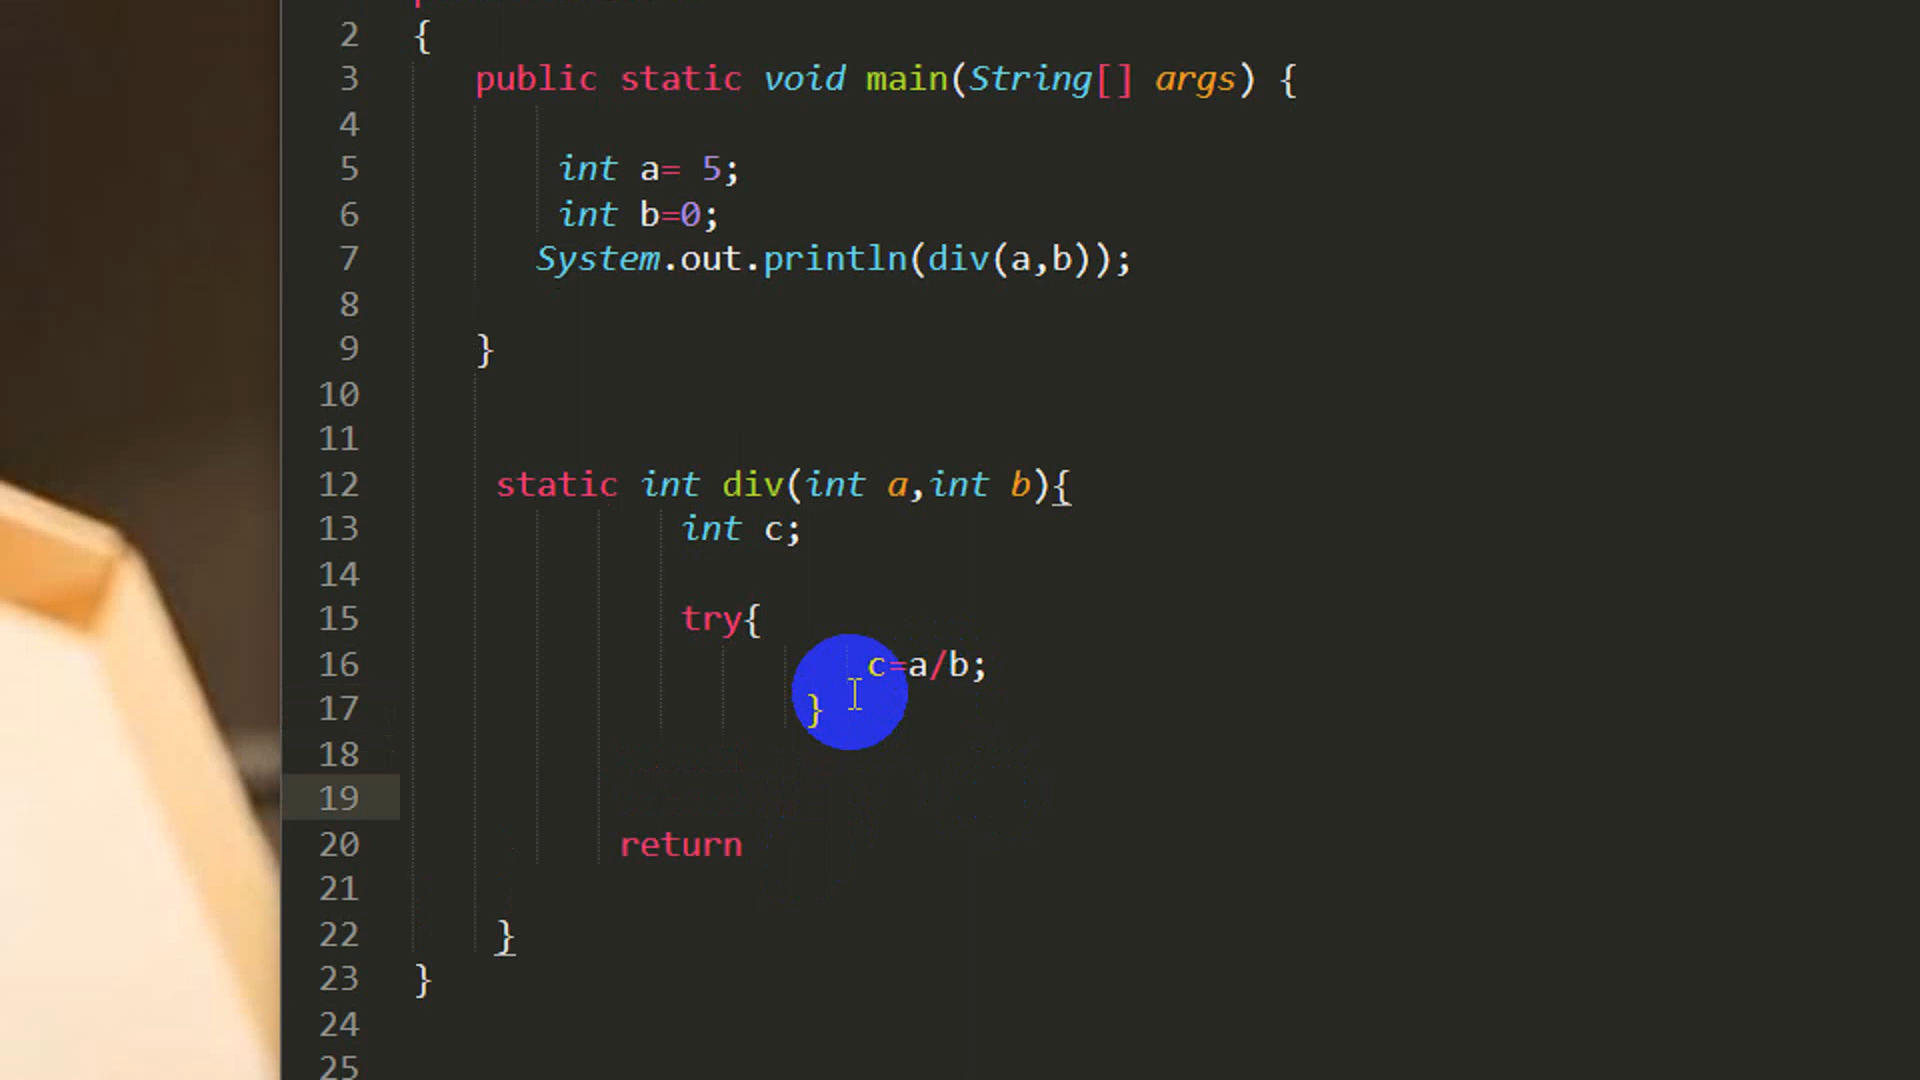 2 {
3 public static void main(String[] args) {
4
5 int a= 5;
6 int b=0;
7 System.out.println(div(a,b));
8
9 }
10
11
12 static int div(int a,int b){
13 int c;
14
15 try{
16 c=a/b;
17 }
18
19
20 return
21
22 }
23 }
24
25